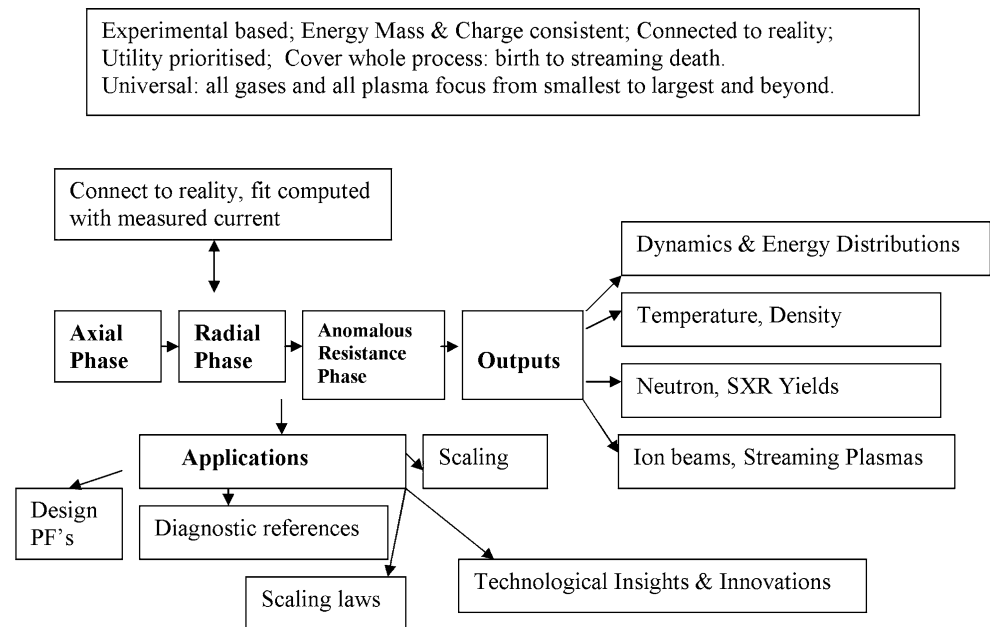 Experimental based; Energy Mass & Charge consistent; Connected to reality;
Utility prioritised;  Cover whole process: birth to streaming death.
Universal: all gases and all plasma focus from smallest to largest and beyond.
Connect to reality, fit computed
with measured current
Dynamics & Energy Distributions
Axial
Phase
Radial
Phase
Anomalous
Resistance
Phase
Outputs
Temperature, Density
Neutron, SXR Yields
Ion beams, Streaming Plasmas
Applications
Scaling
Design
PF's
Diagnostic references
Scaling laws
Technological Insights & Innovations